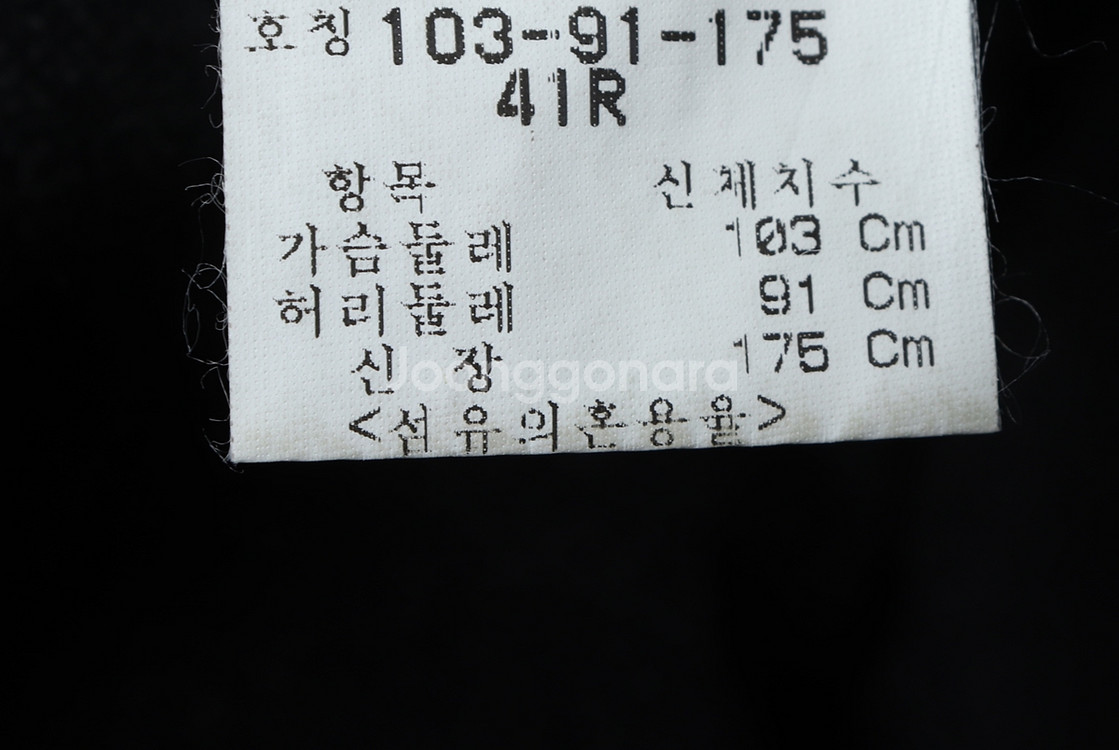 호칭 103-91-175
41R
항목 신체치수
가슴둘레 103 Cm
허리둘레 91 Cm
신장 175 Cm
Joonggonara
<섬유의혼용율>